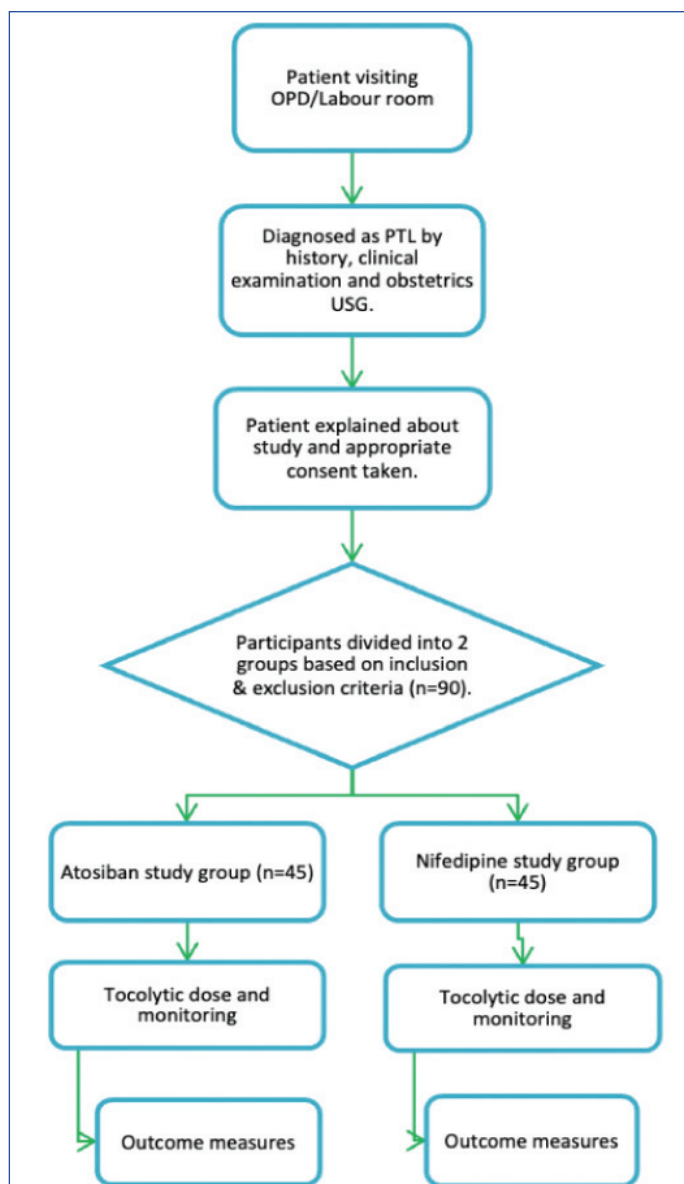 Patient visiting
OPD/Labour room
Diagnosed as PTL by
history, clinical
examination and obstetrics
USG.
Patient explained about
study and appropriate
consent taken.
Participants divided into 2
groups based on inclusion
& exclusion criteria (n=90).
Atosiban study group (n=45)
Nifedipine study group
(n=45)
Tocolytic dose and
monitoring
Tocolytic dose and
monitoring
Outcome measures
Outcome measures